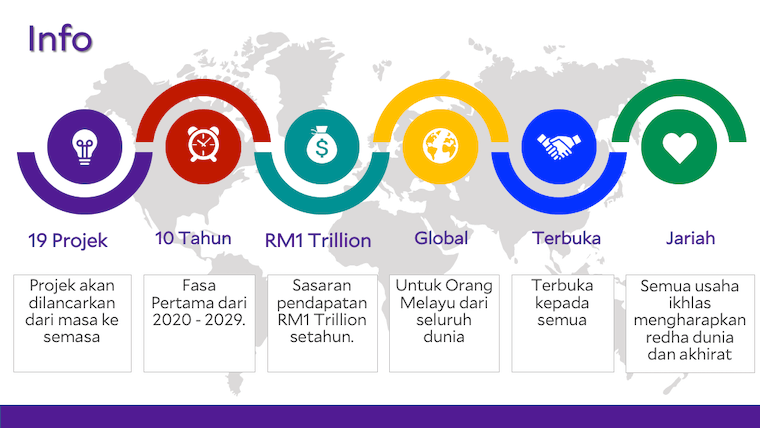 Info
19 Projek
Projek akan
dilancarkan
dari masa ke
semasa
10 Tahun
Fasa
Pertama dari
2020 - 2029.
RM1 Trillion
Sasaran
pendapatan
RM1 Trillion
setahun.
Global
Untuk Orang
Melayu dari
seluruh
dunia
Terbuka
Terbuka
kepada
semua
Jariah
Semua usaha
ikhlas
mengharapkan
redha dunia
dan akhirat